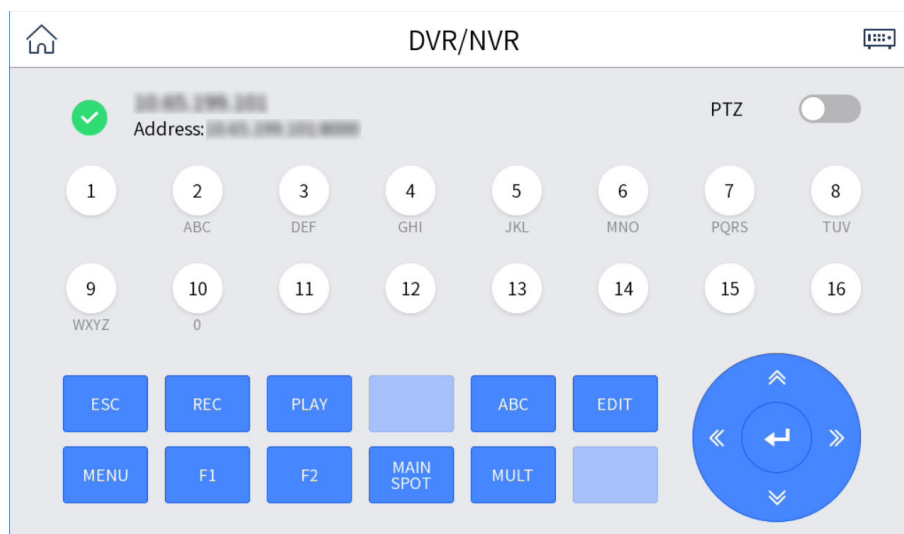 DVR/NVR
Address:
PTZ
1 2 3 4 5 6 7 8
ABC DEF GHI JKL MNO PQRS TUV
9 10 11 12 13 14 15 16
WXYZ 0
ESC REC PLAY ABC EDIT
MENU F1 F2 MAIN SPOT MULT